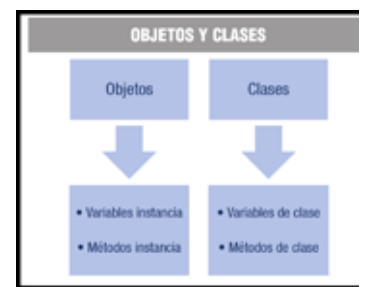 OBJETOS Y CLASES
Objetos
Clases
• Variables instancia
• Métodos instancia
• Variables de clase
• Métodos de clase